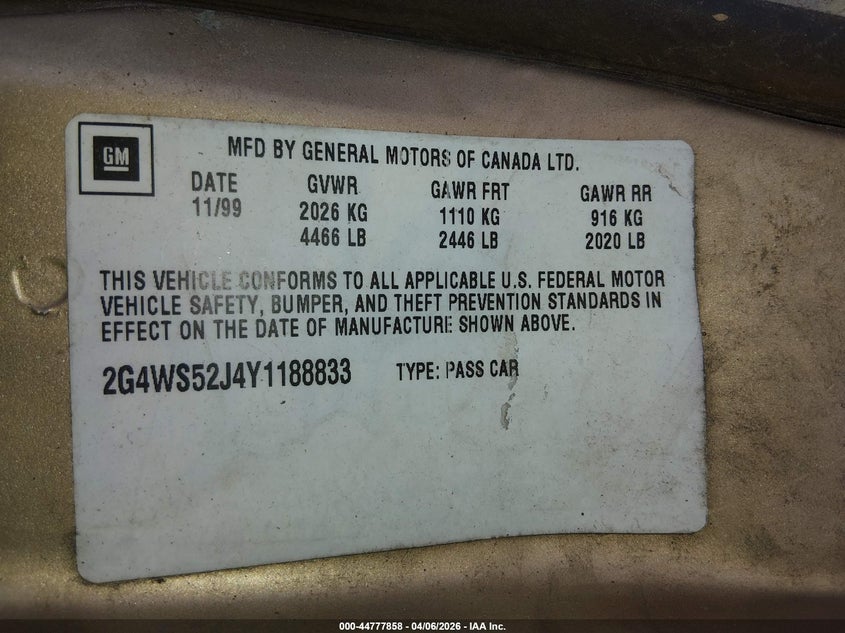 GM
MFD BY GENERAL MOTORS OF CANADA LTD.
DATE GVWR GAWR FRT GAWR RR
11/99 2026 KG 1110 KG 916 KG
4466 LB 2446 LB 2020 LB
THIS VEHICLE CONFORMS TO ALL APPLICABLE U.S. FEDERAL MOTOR
VEHICLE SAFETY, BUMPER, AND THEFT PREVENTION STANDARDS IN
EFFECT ON THE DATE OF MANUFACTURE SHOWN ABOVE.
2G4WS52J4Y1188833 TYPE: PASS CAR
000-44777858 - 04/06/2026 - IAA Inc.